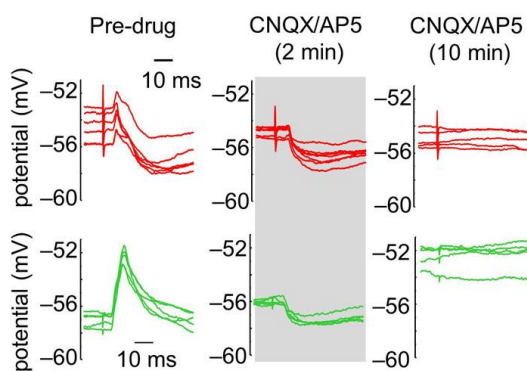 Pre-drug
CNQX/AP5
(2 min)
CNQX/AP5
(10 min)
10 ms
potential (mV)
–52
–56
–60
–52
–56
–60
–52
–56
–60
potential (mV)
–52
–56
–60
10 ms
–52
–56
–60
–52
–56
–60